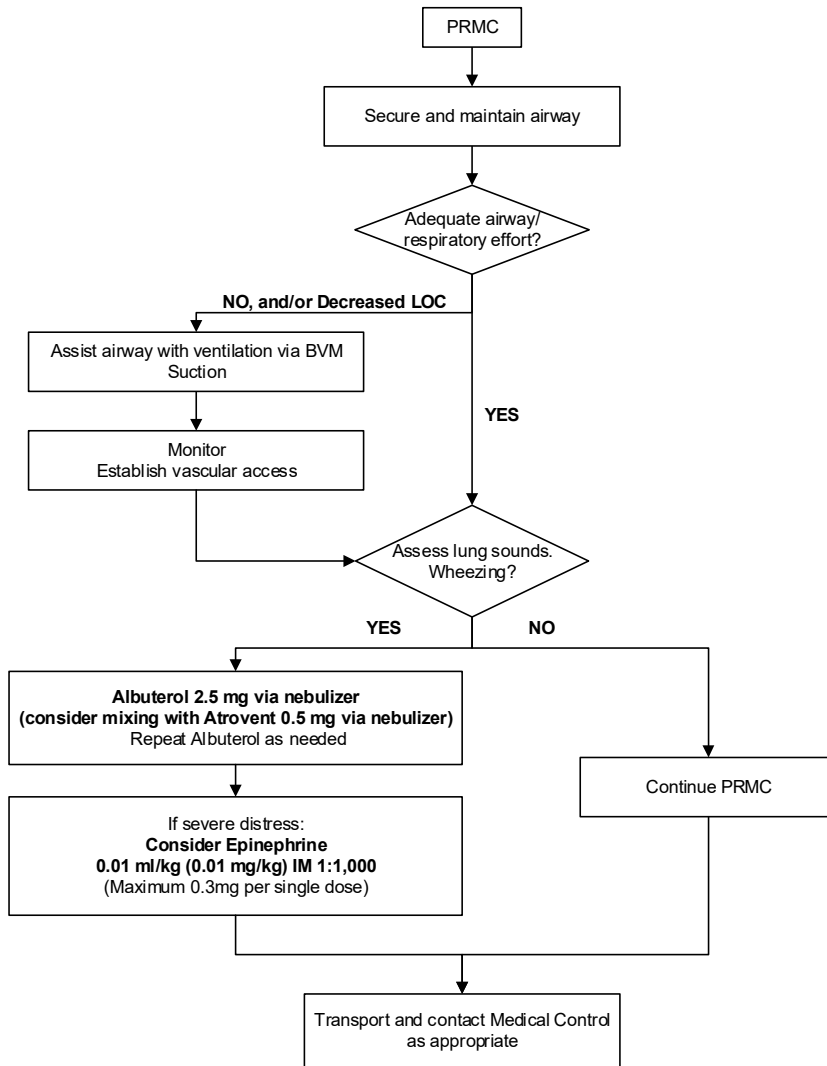 PRMC
Secure and maintain airway
Adequate airway/
respiratory effort?
NO, and/or Decreased LOC
Assist airway with ventilation via BVM
Suction
Monitor
Establish vascular access
YES
Assess lung sounds.
Wheezing?
YES
NO
Albuterol 2.5 mg via nebulizer
(consider mixing with Atrovent 0.5 mg via nebulizer)
Repeat Albuterol as needed
If severe distress:
Consider Epinephrine
0.01 ml/kg (0.01 mg/kg) IM 1:1,000
(Maximum 0.3mg per single dose)
Continue PRMC
Transport and contact Medical Control
as appropriate